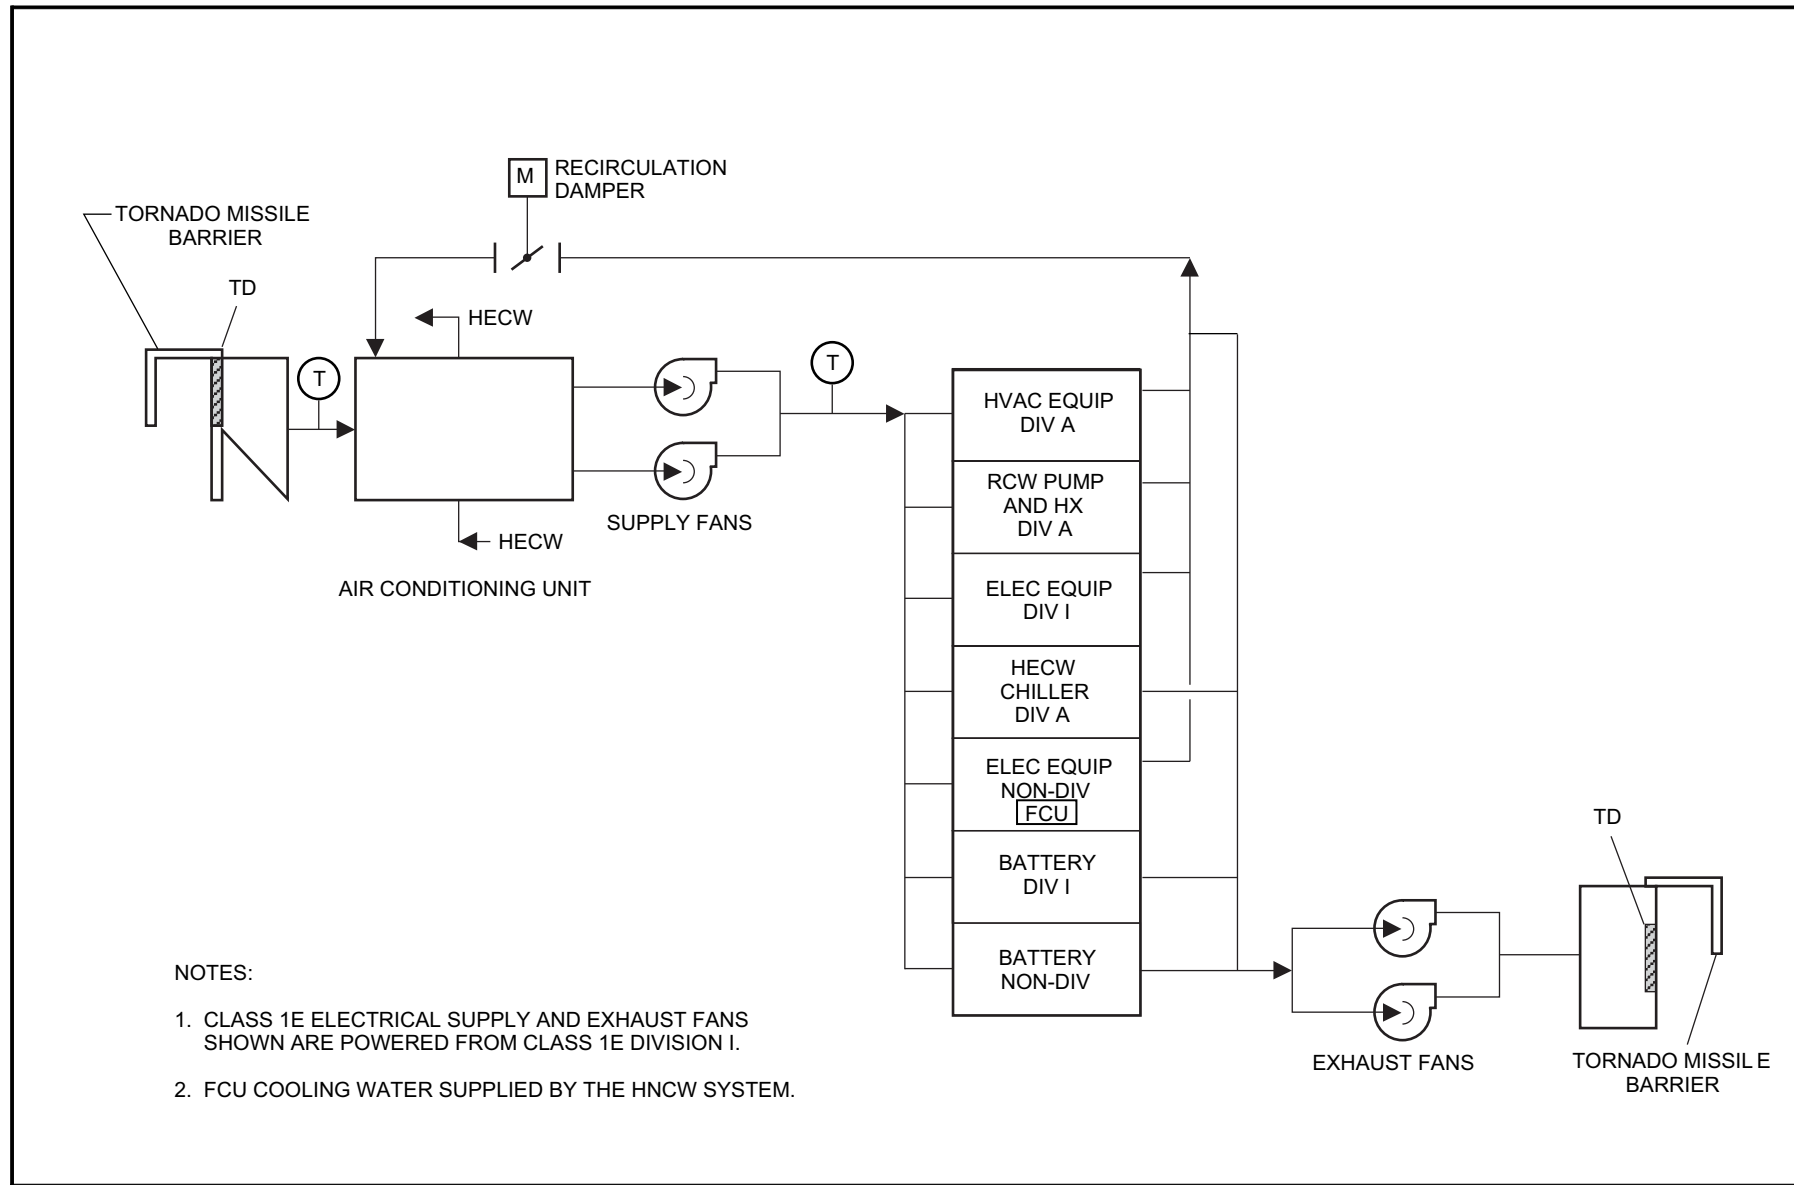 M
RECIRCULATION
DAMPER
TORNADO MISSILE
BARRIER
TD
HECW
T
T
HVAC EQUIP
DIV A
RCW PUMP
AND HX
DIV A
SUPPLY FANS
HECW
AIR CONDITIONING UNIT
ELEC EQUIP
DIV I
HECW
CHILLER
DIV A
ELEC EQUIP
NON-DIV
FCU
BATTERY
DIV I
BATTERY
NON-DIV
TD
EXHAUST FANS
TORNADO MISSIL E
BARRIER
NOTES:
1. CLASS 1E ELECTRICAL SUPPLY AND EXHAUST FANS
SHOWN ARE POWERED FROM CLASS 1E DIVISION I.
2. FCU COOLING WATER SUPPLIED BY THE HNCW SYSTEM.